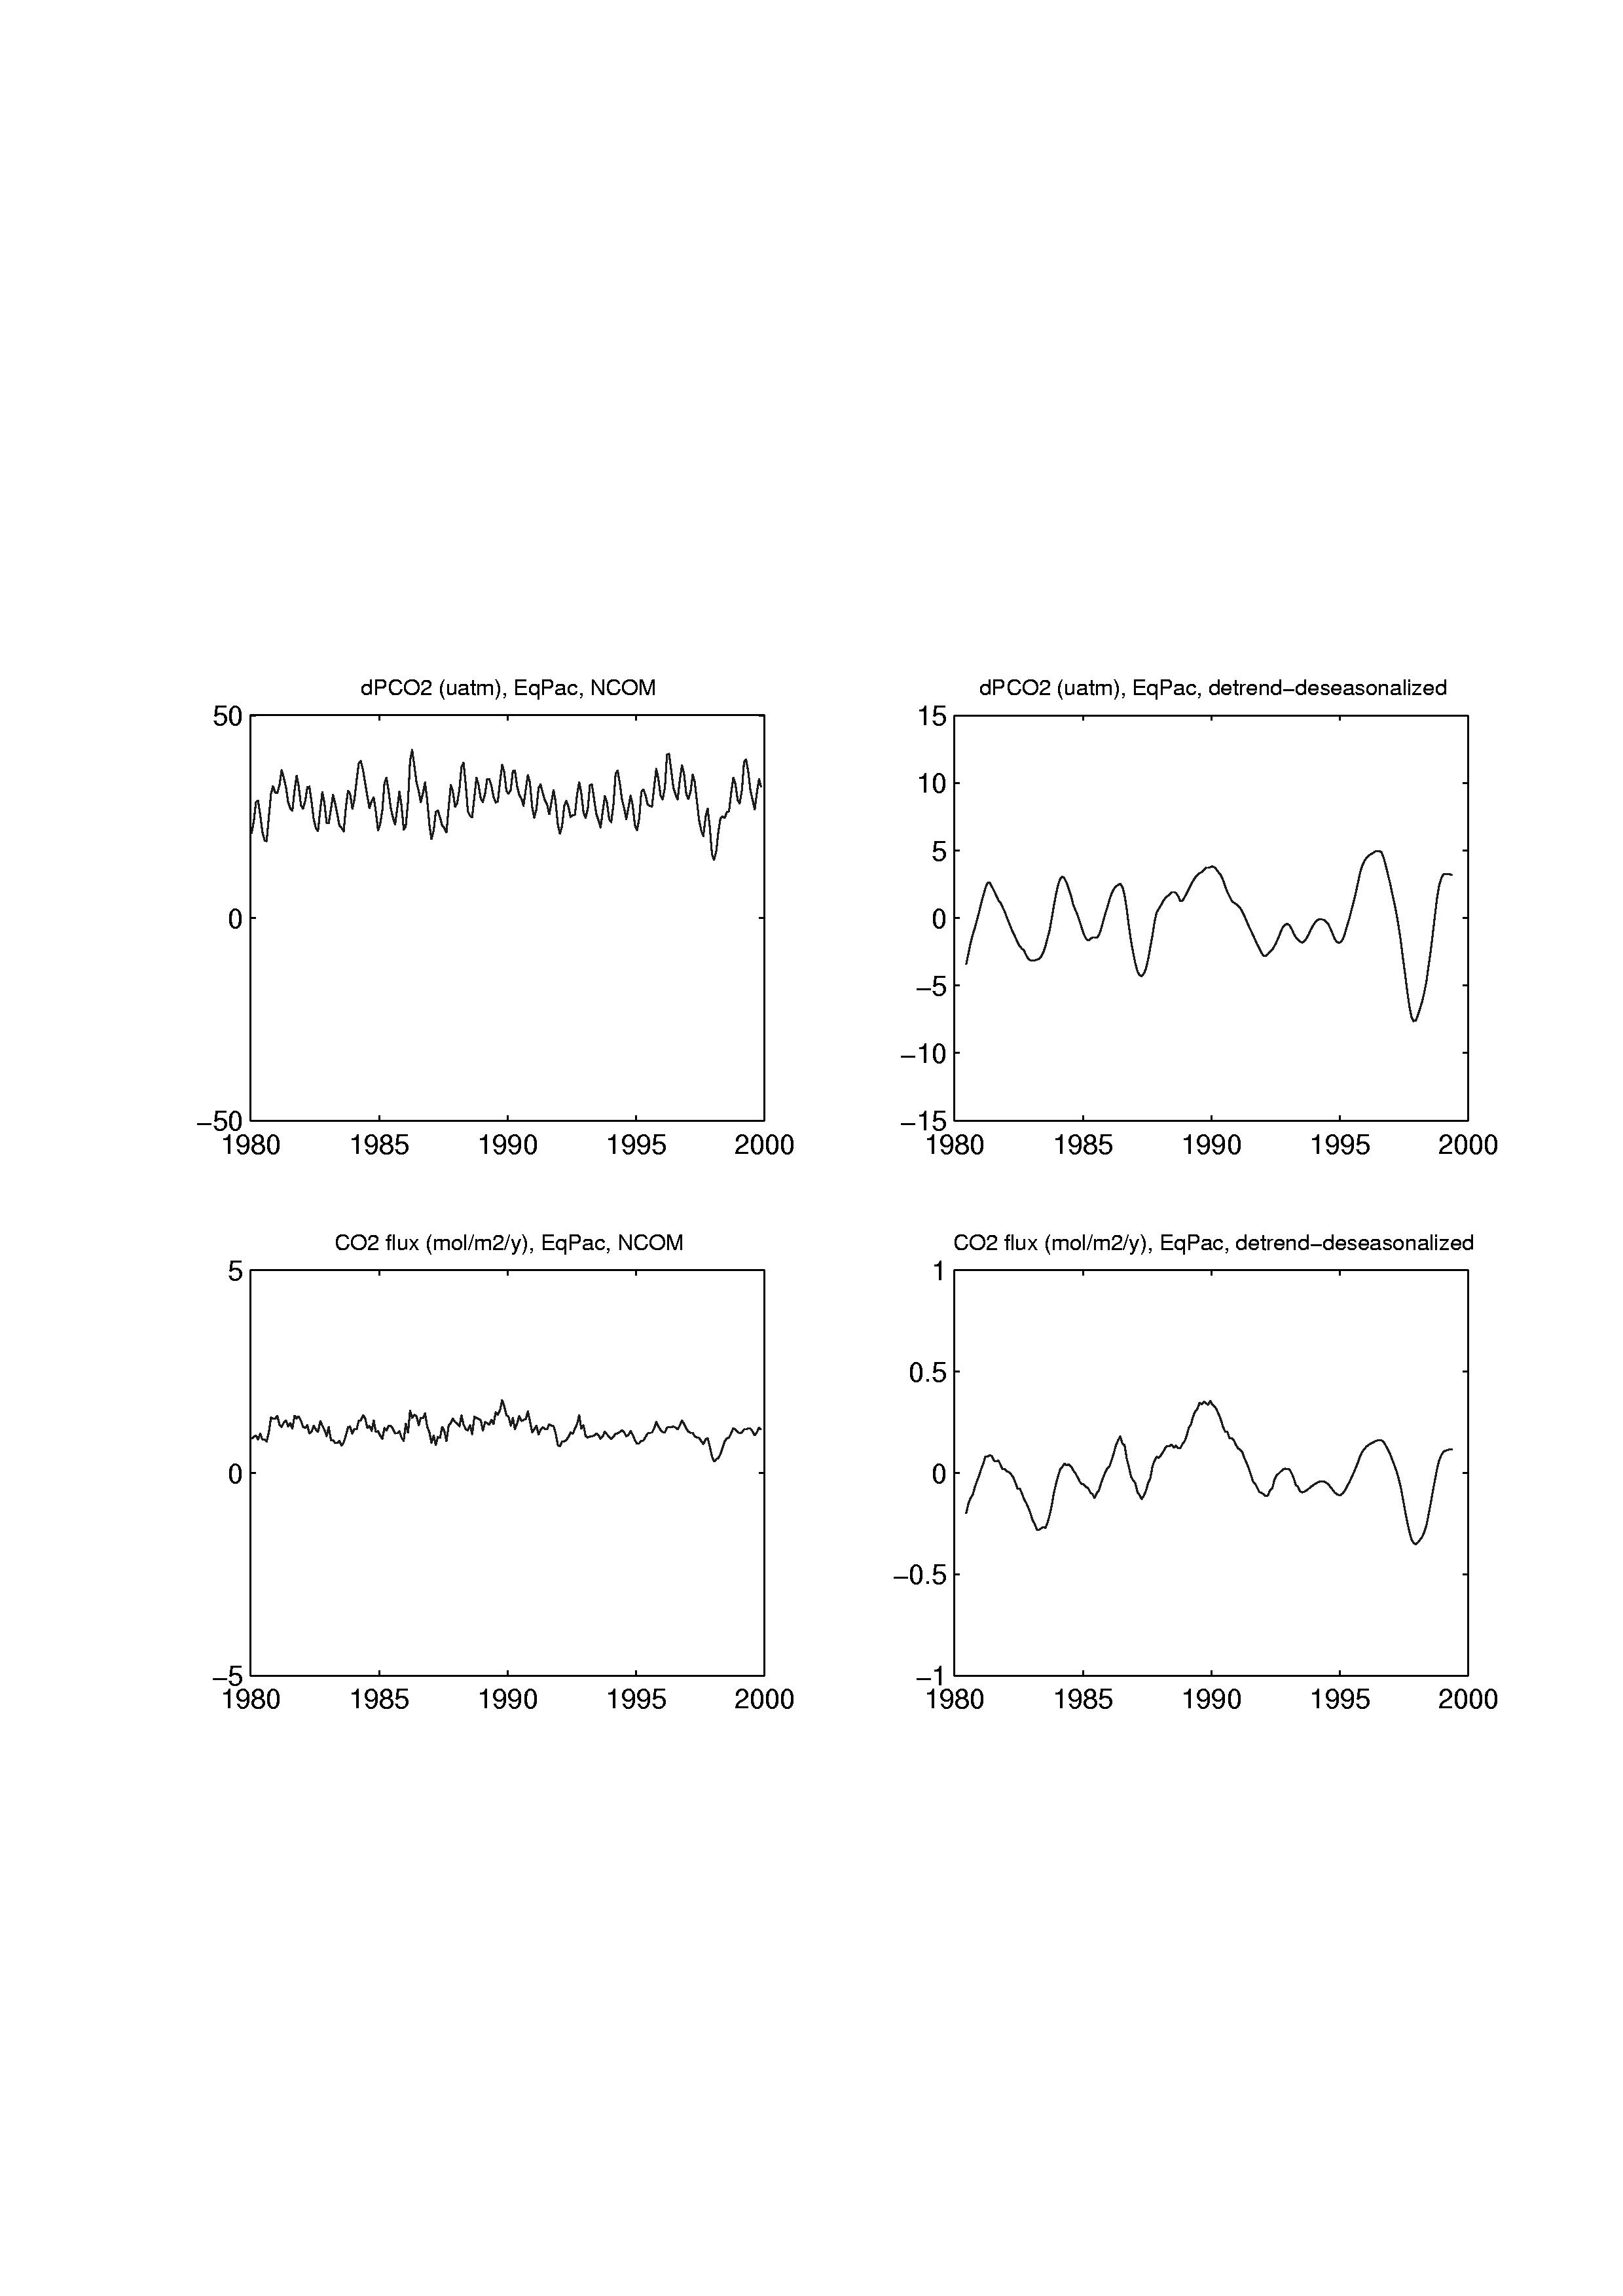 dPCO2 (uatm), EqPac, NCOM
50
0
−50
1980 1985 1990 1995 2000
dPCO2 (uatm), EqPac, detrend−deseasonalized
15
10
5
0
−5
−10
−15
1980 1985 1990 1995 2000
CO2 flux (mol/m2/y), EqPac, NCOM
5
0
−5
1980 1985 1990 1995 2000
CO2 flux (mol/m2/y), EqPac, detrend−deseasonalized
1
0.5
0
−0.5
−1
1980 1985 1990 1995 2000